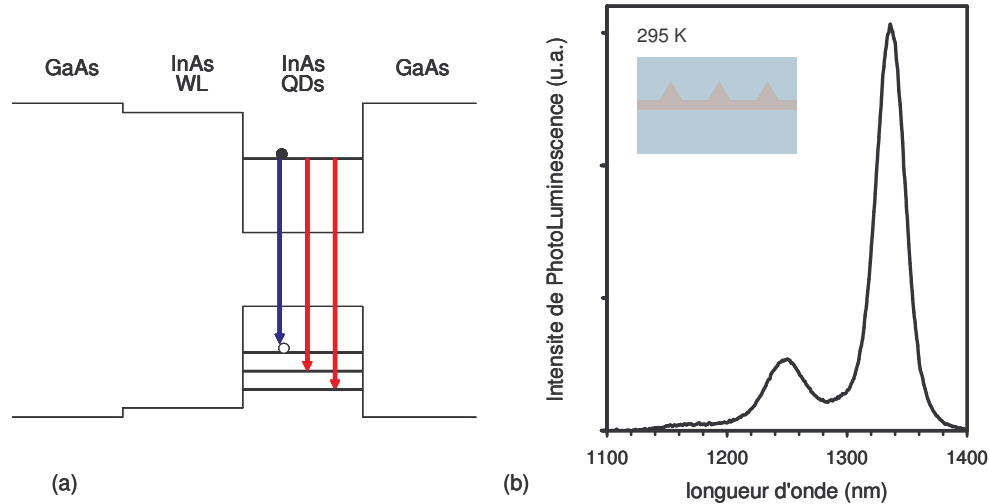 GaAs
InAs
WL
InAs
QDs
GaAs
(a)
295 K
Intensite de PhotoLuminescence (u.a.)
1100
1200
1300
1400
longueur d'onde (nm)
(b)